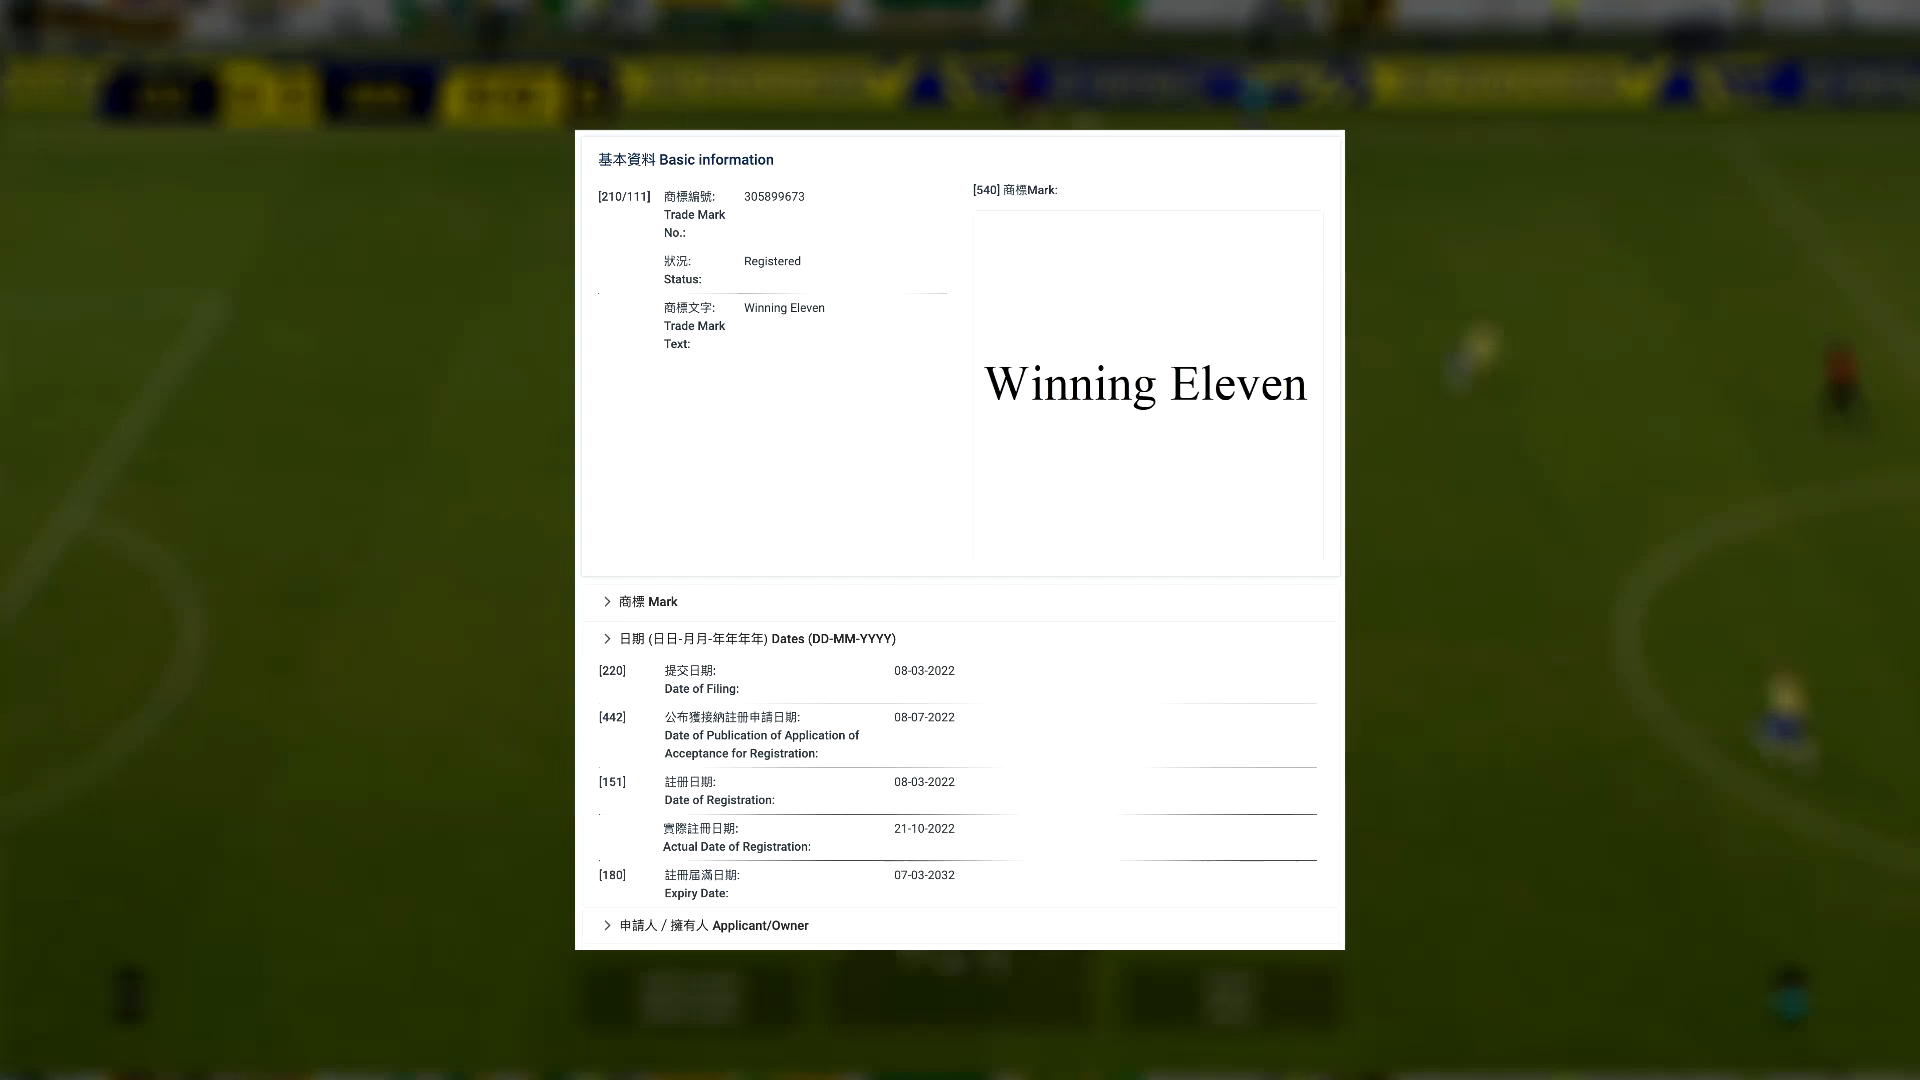 基本資料 Basic information
[210/111] 商標編號: 305899673
Trade Mark
No.:
狀況: Registered
Status:
商標文字: Winning Eleven
Trade Mark
Text:
[540] 商標Mark:
Winning Eleven
商標 Mark
日期 (日日-月月-年年年年) Dates (DD-MM-YYYY)
[220] 提交日期: 08-03-2022
Date of Filing:
[442] 公布獲接納註冊申請日期: 08-07-2022
Date of Publication of Application of
Acceptance for Registration:
[151] 註冊日期: 08-03-2022
Date of Registration:
實際註冊日期: 21-10-2022
Actual Date of Registration:
[180] 註冊屆滿日期: 07-03-2032
Expiry Date:
申請人 / 擁有人 Applicant/Owner